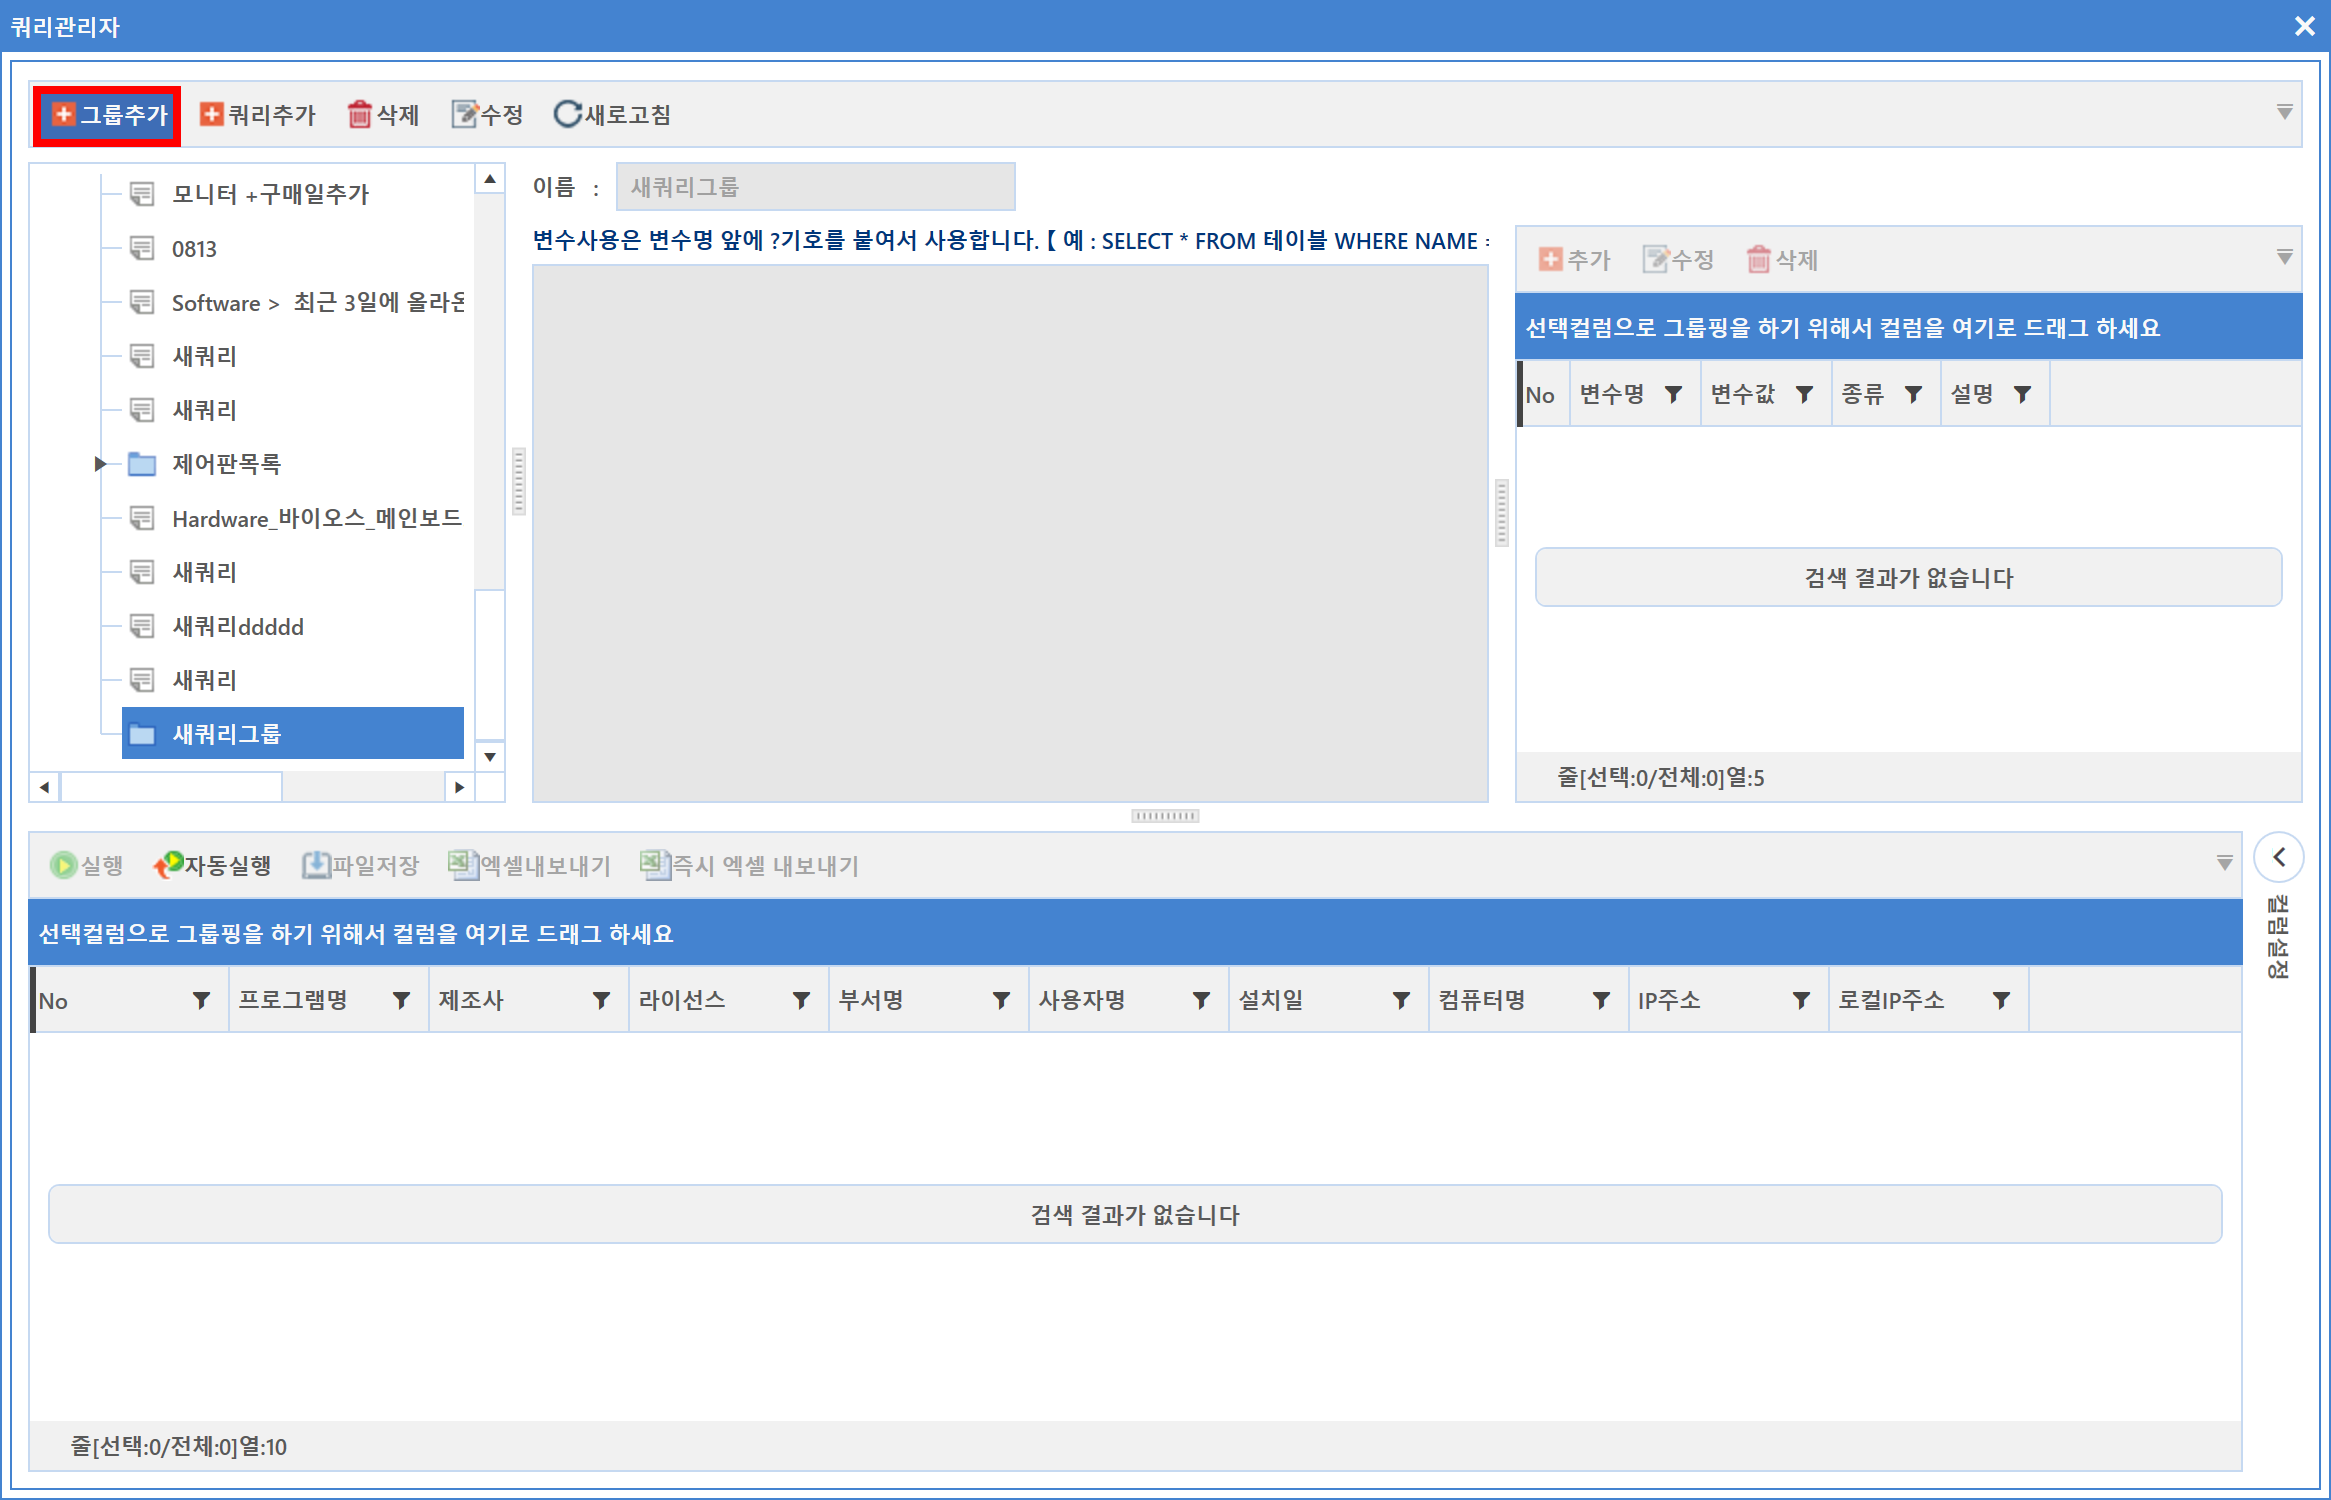 쿼리관리자
그룹추가 쿼리추가 삭제 수정 새로고침
모니터 +구매일추가
0813
Software > 최근 3일에 올라온
새쿼리
새쿼리
제어판목록
Hardware_바이오스_메인보드
새쿼리
새쿼리ddddd
새쿼리
새쿼리그룹
이름 : 새쿼리그룹
변수사용은 변수명 앞에 ?기호를 붙여서 사용합니다.【 예 : SELECT * FROM 테이블 WHERE NAME =
추가 수정 삭제
선택컬럼으로 그룹핑을 하기 위해서 컬럼을 여기로 드래그 하세요
No 변수명 변수값 종류 설명
검색 결과가 없습니다
줄[선택:0/전체:0]열:5
실행 자동실행 파일저장 엑셀내보내기 즉시 엑셀 내보내기
선택컬럼으로 그룹핑을 하기 위해서 컬럼을 여기로 드래그 하세요
No 프로그램명 제조사 라이선스 부서명 사용자명 설치일 컴퓨터명 IP주소 로컬IP주소
검색 결과가 없습니다
줄[선택:0/전체:0]열:10
컬럼설정